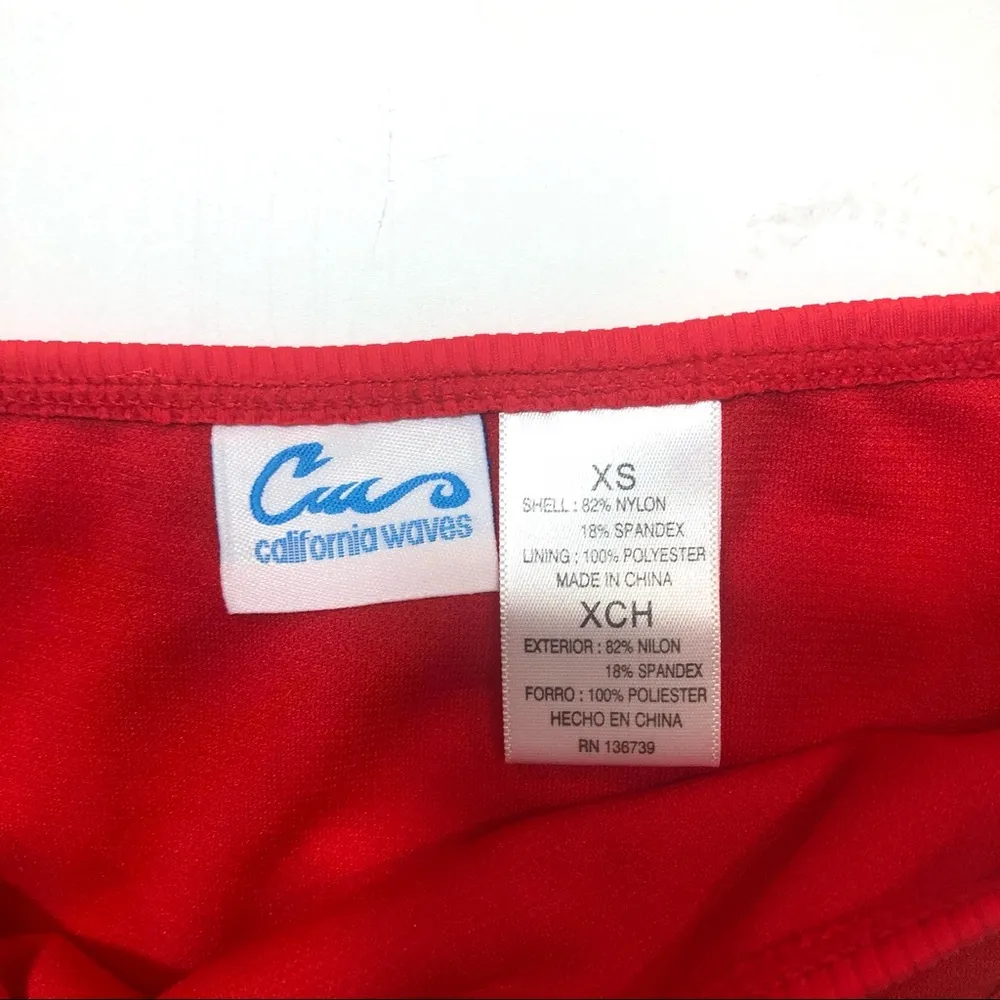 california waves
XS
SHELL : 82% NYLON
18% SPANDEX
LINING : 100% POLYESTER
MADE IN CHINA
XCH
EXTERIOR : 82% NILON
18% SPANDEX
FORRO : 100% POLIESTER
HECHO EN CHINA
RN 136739